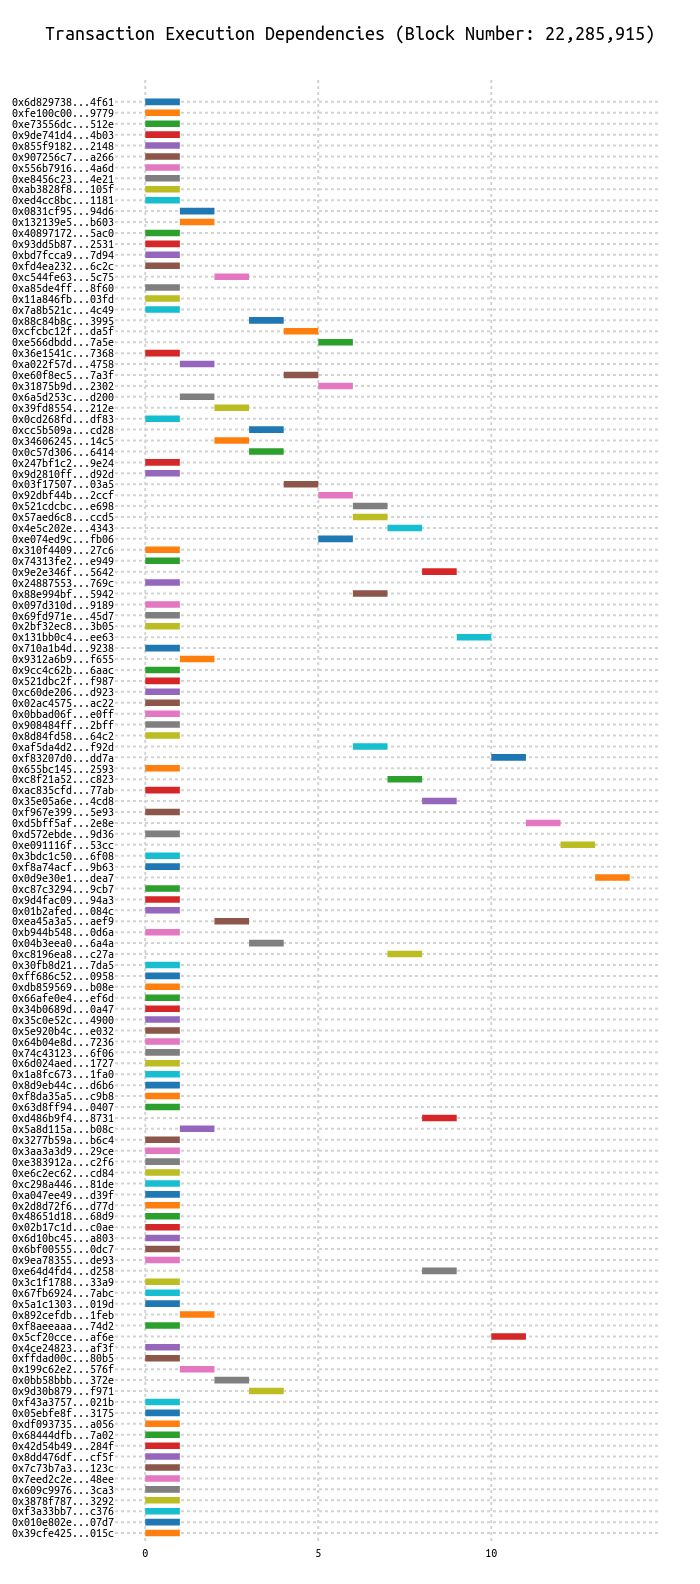 Transaction Execution Dependencies (Block Number: 22,285,915)
0x6d829738...4f61
0xfe100c00...9779
0xe73556dc...512e
0x9de741d4...4b03
0x855f9182...2148
0x907256c7...a266
0x556b7916...4a6d
0xe8456c23...4e21
0xab3828f8...105f
0xed4cc8bc...1181
0x0831cf95...94d6
0x132139e5...b603
0x40897172...5ac0
0x93dd5b87...2531
0xbd7fcca9...7d94
0xfd4ea232...6c2c
0xc544fe63...5c75
0xa85de4ff...8f60
0x11a846fb...03fd
0x7a8b521c...4c49
0x88c84b8c...3995
0xcfcbc12f...da5f
0xe566dbdd...7a5e
0x36e1541c...7368
0xa022f57d...4758
0xe60f8ec5...7a3f
0x31875b9d...2302
0x6a5d253c...d200
0x39fd8554...212e
0x0cd268fd...df83
0xcc5b509a...cd28
0x34606245...14c5
0x0c57d306...6414
0x247bf1c2...9e24
0x9d2810ff...d92d
0x03f17507...03a5
0x92dbf44b...2ccf
0x521cdcbc...e698
0x57aed6c8...ccd5
0x4e5c202e...4343
0xe074ed9c...fb06
0x310f4409...27c6
0x74313fe2...e949
0x9e2e346f...5642
0x24887553...769c
0x88e994bf...5942
0x097d310d...9189
0x69fd971e...45d7
0x2bf32ec8...3b05
0x131bb0c4...ee63
0x710a1b4d...9238
0x9312a6b9...f655
0x9cc4c62b...6aac
0x521dbc2f...f987
0xc60de206...d923
0x02ac4575...ac22
0x0bbad06f...e0ff
0x908484ff...2bff
0x8d84fd58...64c2
0xaf5da4d2...f92d
0xf83207d0...dd7a
0x655bc145...2593
0xc8f21a52...c823
0xac835cfd...77ab
0x35e05a6e...4cd8
0xf967e399...5e93
0xd5bff5af...2e8e
0xd572ebde...9d36
0xe091116f...53cc
0x3bdc1c50...6f08
0xf8a74acf...9b63
0x0d9e30e1...dea7
0xc87c3294...9cb7
0x9d4fac09...94a3
0x01b2afed...084c
0xea45a3a5...aef9
0xb944b548...0d6a
0x04b3eea0...6a4a
0xc8196ea8...c27a
0x30fb8d21...7da5
0xff686c52...0958
0xdb859569...b08e
0x66afe0e4...ef6d
0x34b0689d...0a47
0x35c0e52c...4900
0x5e920b4c...e032
0x64b04e8d...7236
0x74c43123...6f06
0x6d024aed...1727
0x1a8fc673...1fa0
0x8d9eb44c...d6b6
0xf8da35a5...c9b8
0x63d8ff94...0407
0xd486b9f4...8731
0x5a8d115a...b08c
0x3277b59a...b6c4
0x3aa3a3d9...29ce
0xe383912a...c2f6
0xe6c2ec62...cd84
0xc298a446...81de
0xa047ee49...d39f
0x2d8d72f6...d77d
0x48651d18...68d9
0x02b17c1d...c0ae
0x6d10bc45...a803
0x6bf00555...0dc7
0x9ea78355...de93
0xe64d4fd4...d258
0x3c1f1788...33a9
0x67fb6924...7abc
0x5a1c1303...019d
0x892cefdb...1feb
0xf8aeeaaa...74d2
0x5cf20cce...af6e
0x4ce24823...af3f
0xffdad00c...80b5
0x199c62e2...576f
0x0bb58bbb...372e
0x9d30b879...f971
0xf43a3757...021b
0x05ebfe8f...3175
0xdf093735...a056
0x68444dfb...7a02
0x42d54b49...284f
0x8dd476df...cf5f
0x7c73b7a3...123c
0x7eed2c2e...48ee
0x609c9976...3ca3
0x3878f787...3292
0xf3a33bb7...c376
0x010e802e...07d7
0x39cfe425...015c
0 5 10